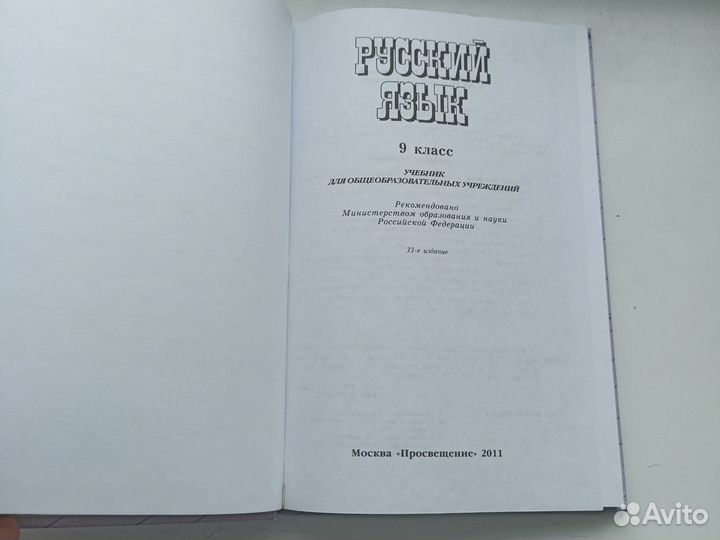 РУССКИЙ
ЯЗЫК
9 класс
УЧЕБНИК
ДЛЯ ОБЩЕОБРАЗОВАТЕЛЬНЫХ УЧРЕЖДЕНИЙ
Рекомендовано
Министерством образования и науки
Российской Федерации
33-е издание
Москва «Просвещение» 2011
Avito